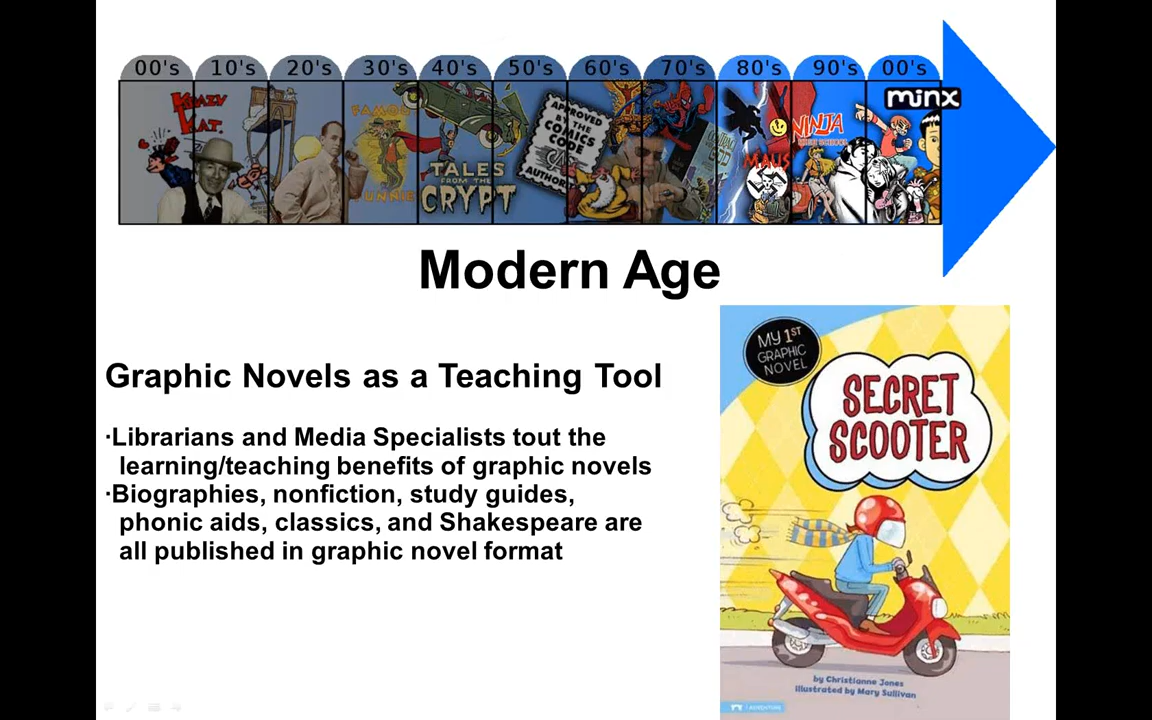 00's 10's 20's 30's 40's 50's 60's 70's 80's 90's 00's
KRAZY
KAT.
FAMOUS
FUNNIES
TALES
FROM THE
CRYPT
APPROVED
BY THE
COMICS
CODE
AUTHORITY
MAUS
NINJA
HIGH SCHOOL
minx
Modern Age
Graphic Novels as a Teaching Tool
·Librarians and Media Specialists tout the
learning/teaching benefits of graphic novels
·Biographies, nonfiction, study guides,
phonic aids, classics, and Shakespeare are
all published in graphic novel format
MY 1ST
GRAPHIC
NOVEL
SECRET
SCOOTER
by Christianne Jones
illustrated by Mary Sullivan
ADVENTURE